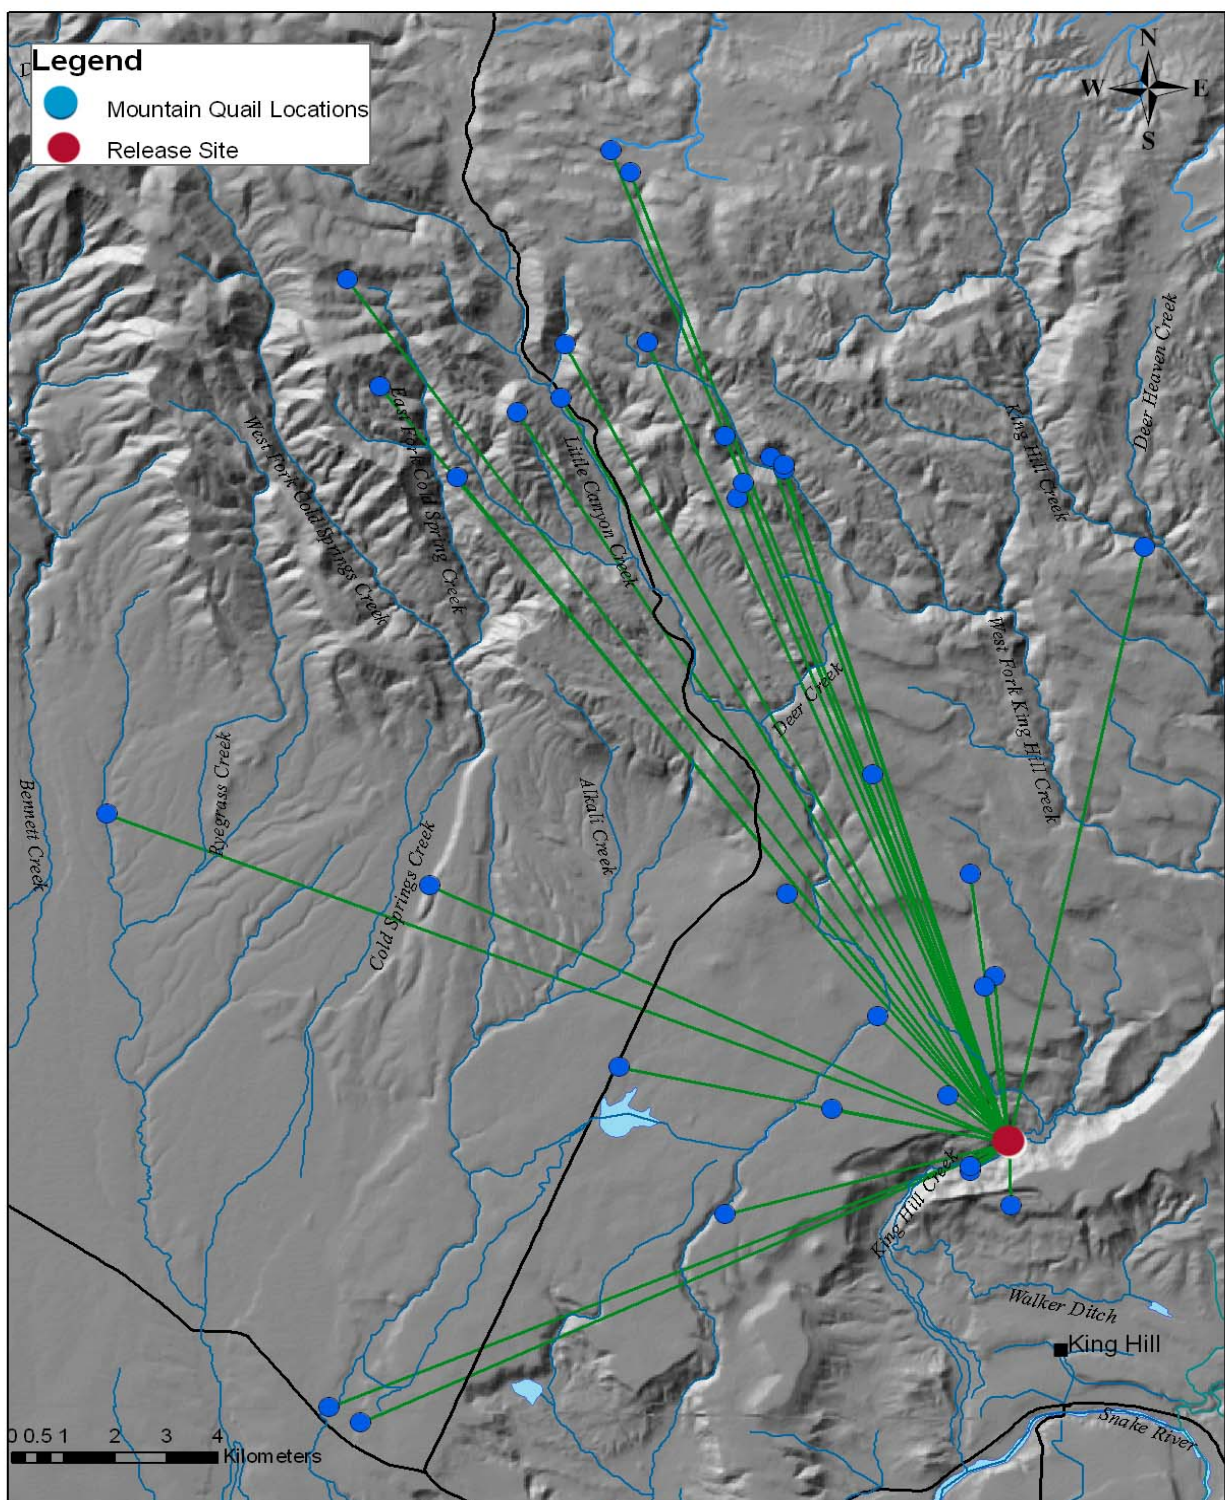 Legend
Mountain Quail Locations
Release Site
N
W E
S
D
Deer Heaven Creek
King Hill Creek
East Fork Cold Spring Creek
West Fork Cold Springs Creek
Little Canyon Creek
West Fork King Hill Creek
Deer Creek
Bennett Creek
Ryegrass Creek
Alkali Creek
Cold Springs Creek
King Hill Creek
Walker Ditch
King Hill
Snake River
0 0.5 1 2 3 4
Kilometers